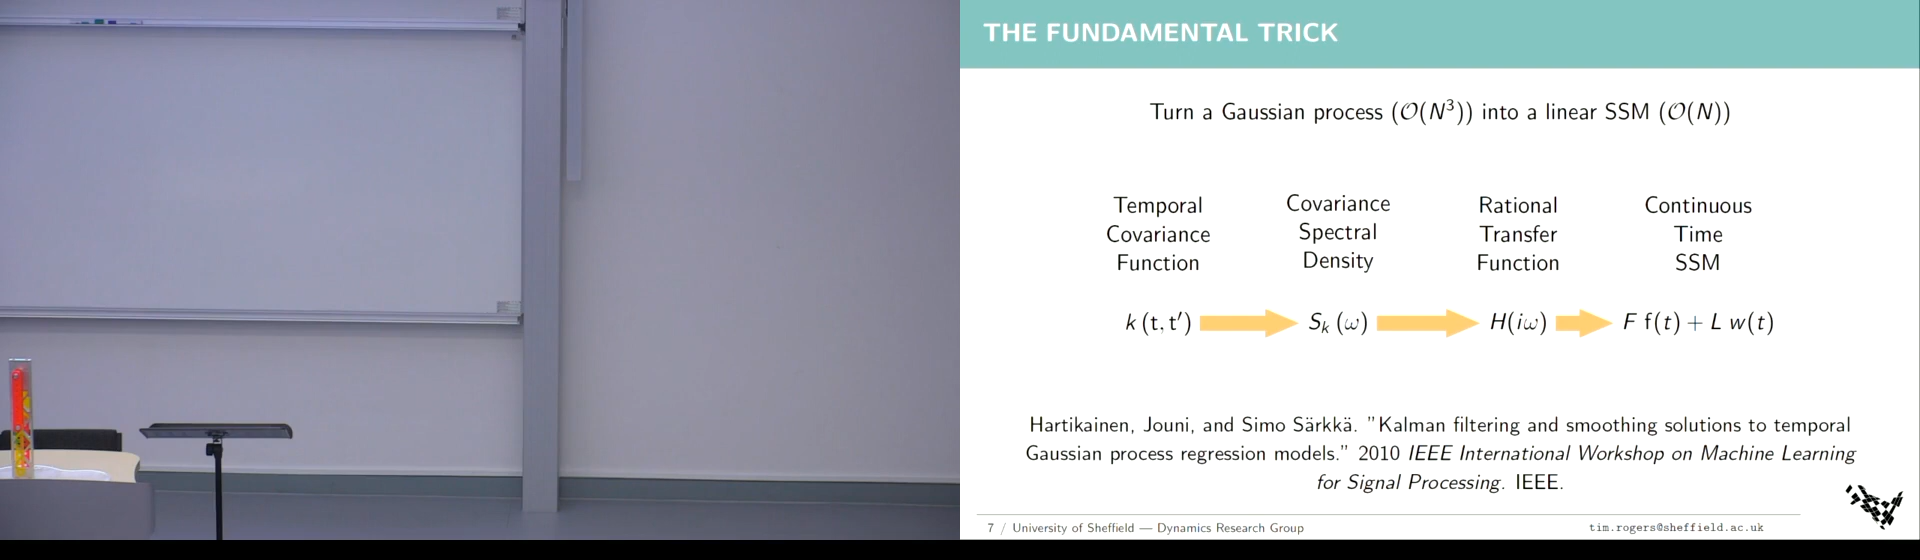 THE FUNDAMENTAL TRICK
Turn a Gaussian process (𝒪(N³)) into a linear SSM (𝒪(N))
Temporal
Covariance
Function
Covariance
Spectral
Density
Rational
Transfer
Function
Continuous
Time
SSM
k (t, t′)
Sₖ (ω)
H(iω)
F f(t) + L w(t)
Hartikainen, Jouni, and Simo Särkkä. "Kalman filtering and smoothing solutions to temporal
Gaussian process regression models." 2010 IEEE International Workshop on Machine Learning
for Signal Processing. IEEE.
7 / University of Sheffield — Dynamics Research Group
tim.rogers@sheffield.ac.uk